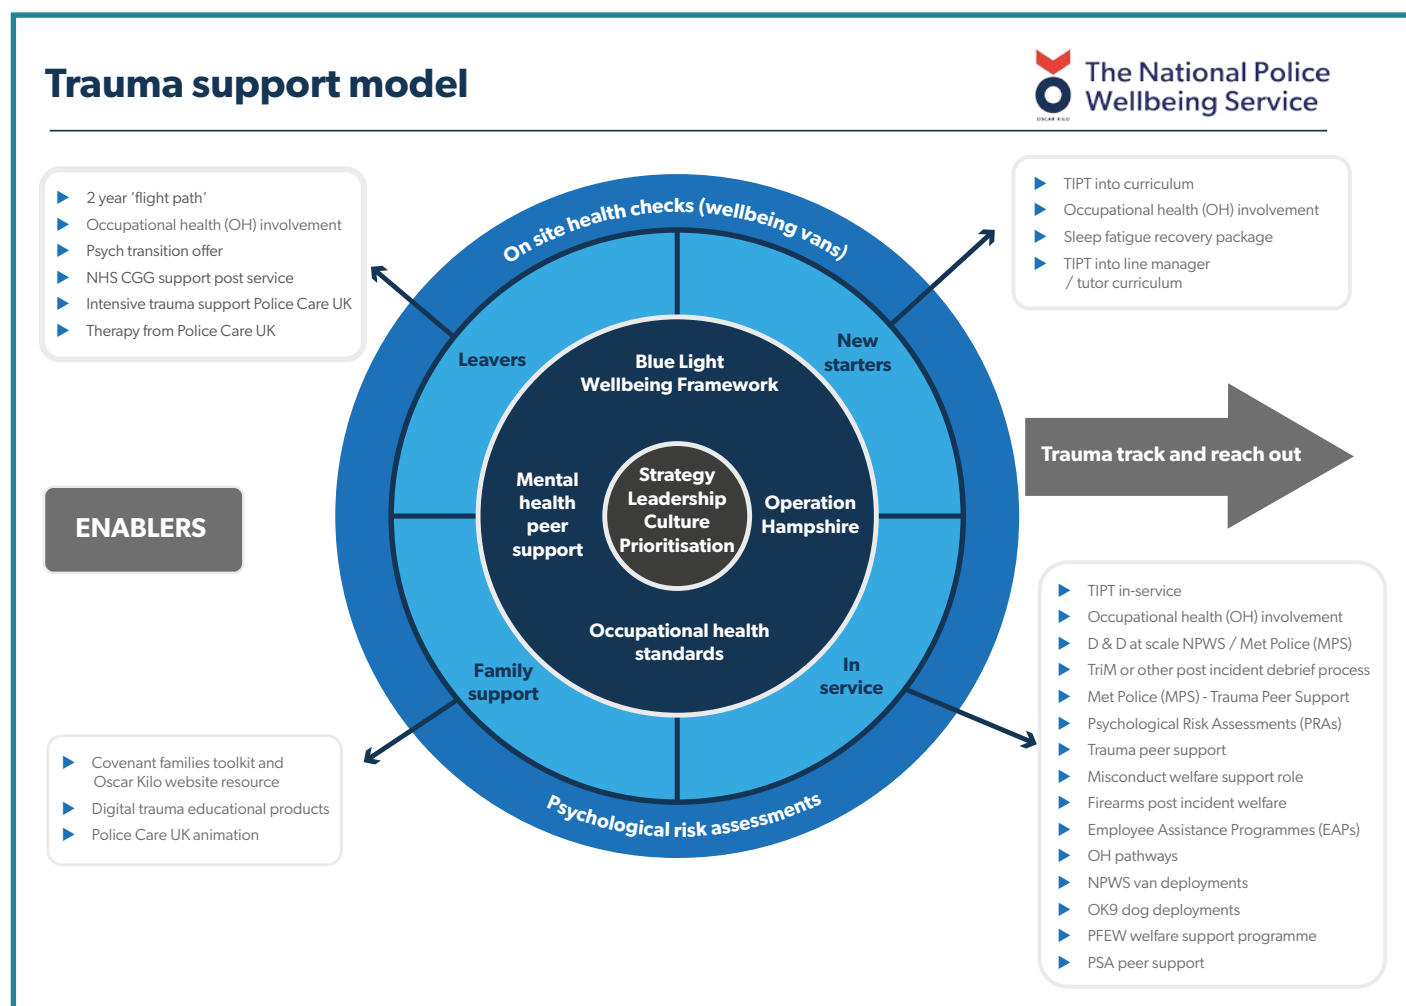 Trauma support model
The National Police
Wellbeing Service
OSCAR KILO
2 year ‘flight path’
Occupational health (OH) involvement
Psych transition offer
NHS CGG support post service
Intensive trauma support Police Care UK
Therapy from Police Care UK
TIPT into curriculum
Occupational health (OH) involvement
Sleep fatigue recovery package
TIPT into line manager
/ tutor curriculum
On site health checks (wellbeing vans)
Leavers
New
starters
Blue Light
Wellbeing Framework
Mental
health
peer
support
Strategy
Leadership
Culture
Prioritisation
Operation
Hampshire
Occupational health
standards
Family
support
In
service
Psychological risk assessments
ENABLERS
Trauma track and reach out
Covenant families toolkit and
Oscar Kilo website resource
Digital trauma educational products
Police Care UK animation
TIPT in-service
Occupational health (OH) involvement
D & D at scale NPWS / Met Police (MPS)
TriM or other post incident debrief process
Met Police (MPS) - Trauma Peer Support
Psychological Risk Assessments (PRAs)
Trauma peer support
Misconduct welfare support role
Firearms post incident welfare
Employee Assistance Programmes (EAPs)
OH pathways
NPWS van deployments
OK9 dog deployments
PFEW welfare support programme
PSA peer support